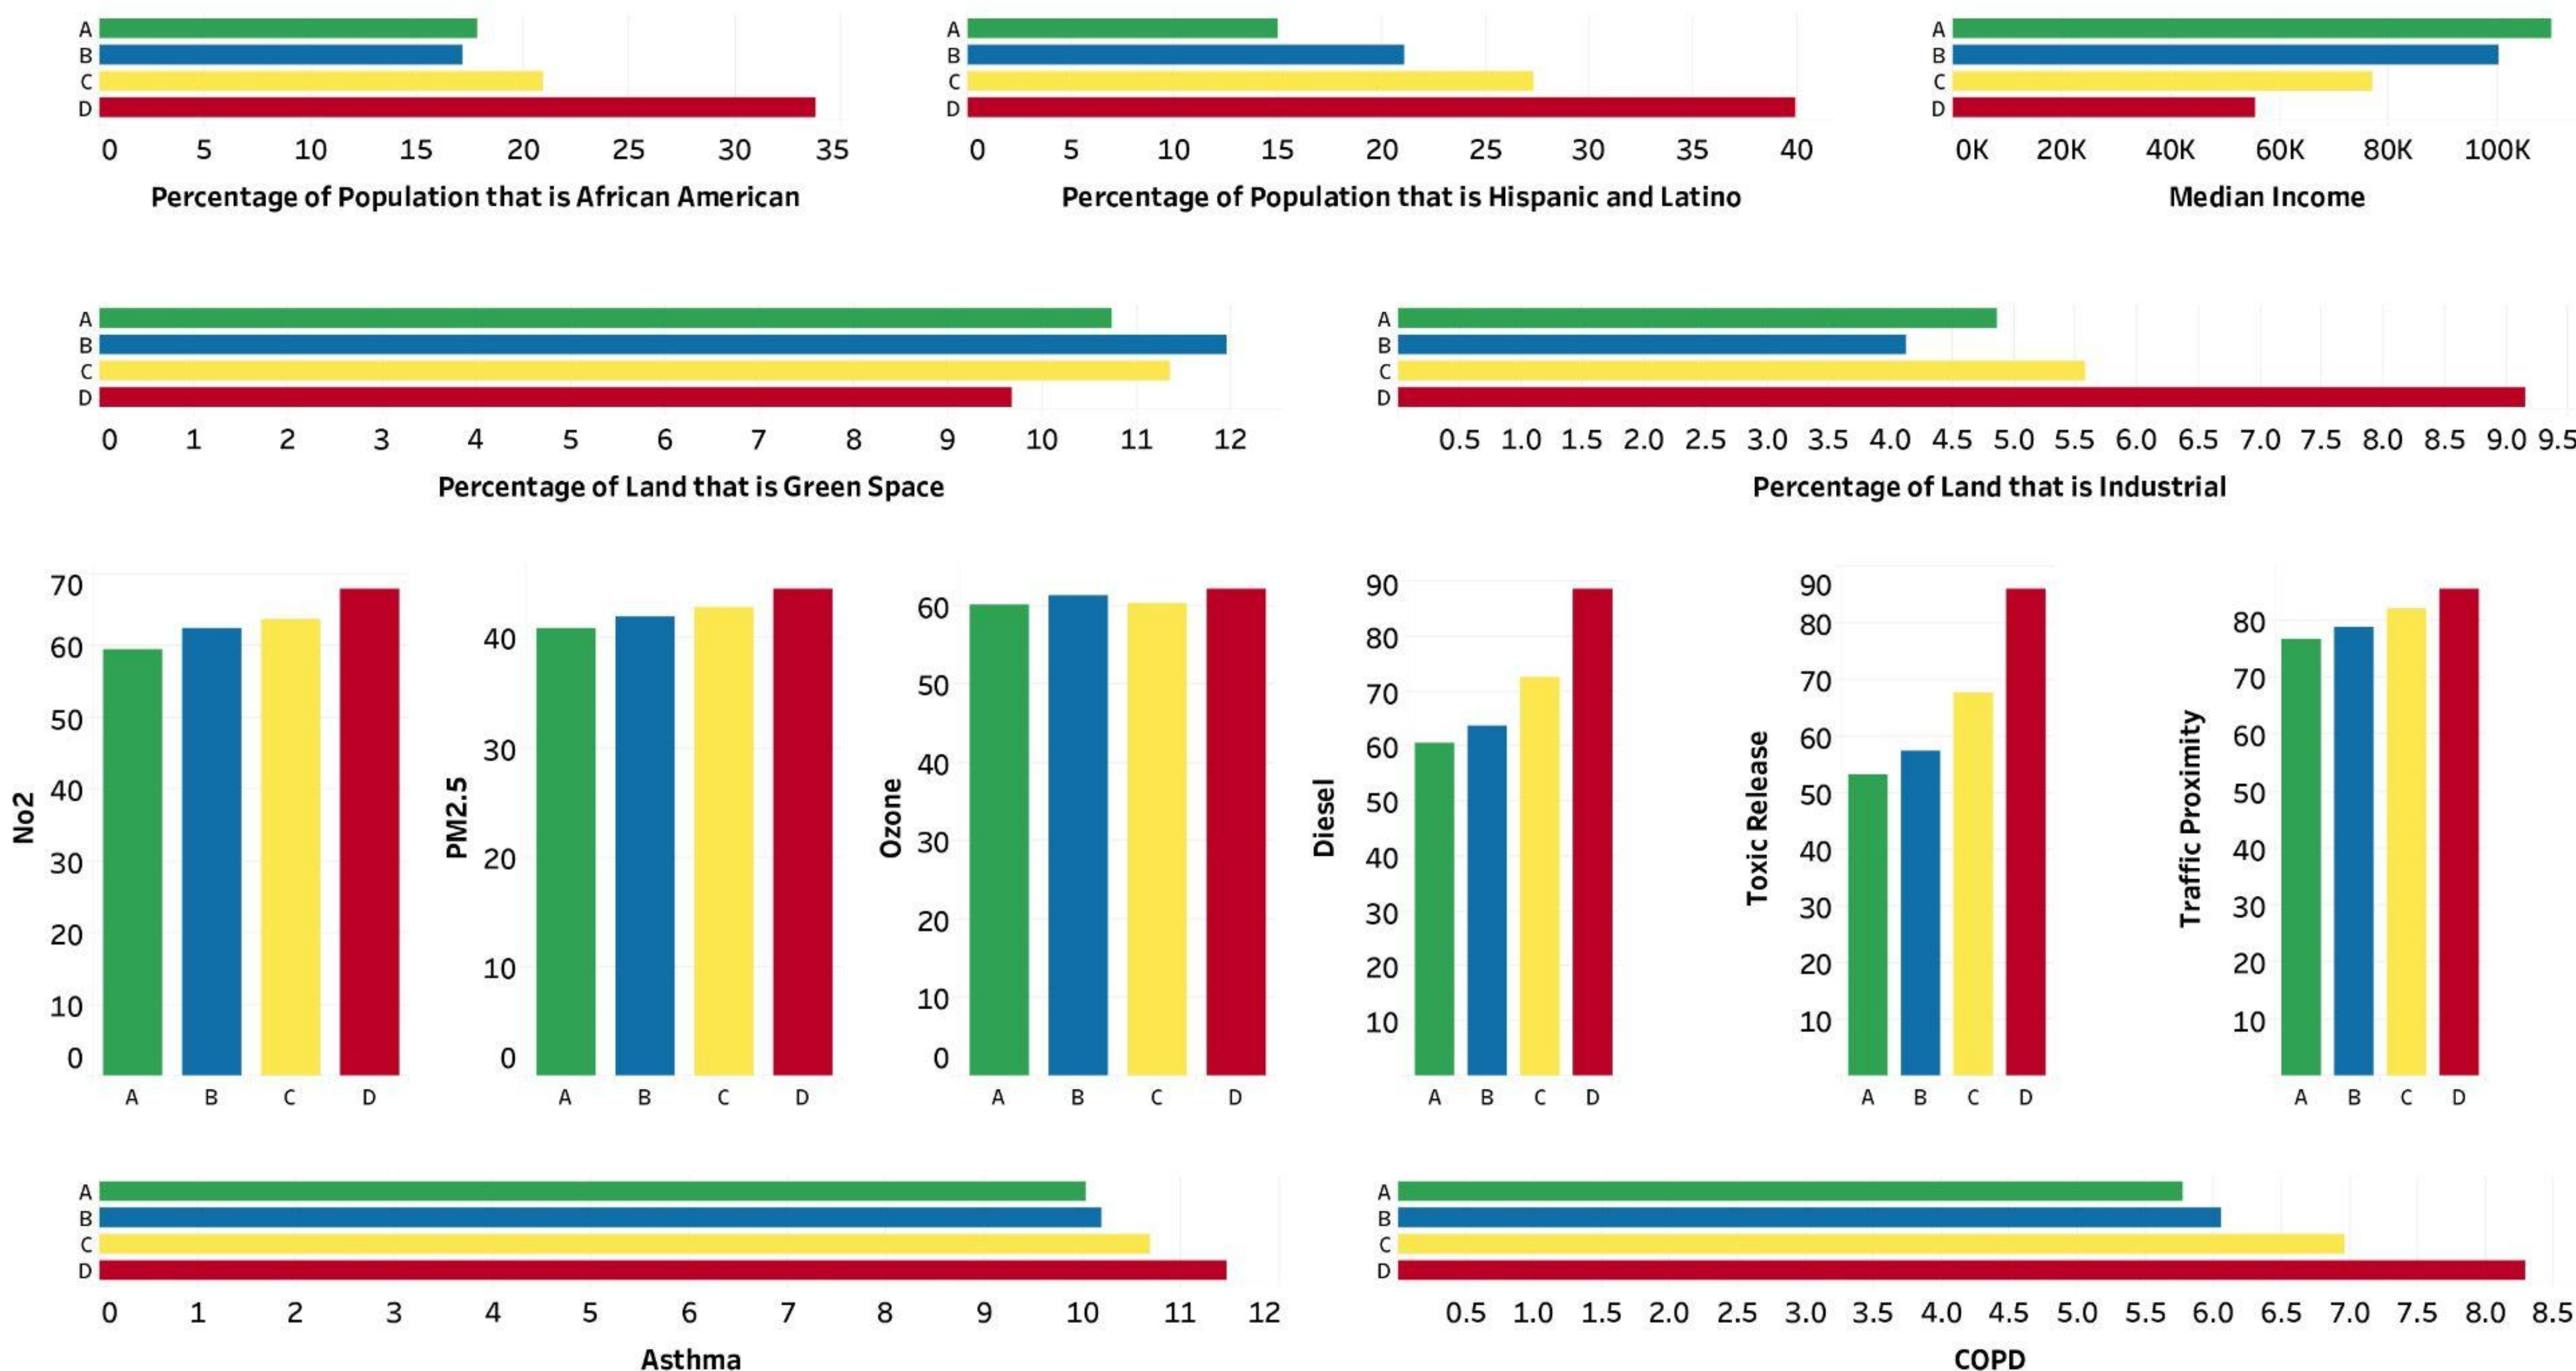 A
B
C
D
0 5 10 15 20 25 30 35
Percentage of Population that is African American
A
B
C
D
0 5 10 15 20 25 30 35 40
Percentage of Population that is Hispanic and Latino
A
B
C
D
0K 20K 40K 60K 80K 100K
Median Income
A
B
C
D
0 1 2 3 4 5 6 7 8 9 10 11 12
Percentage of Land that is Green Space
A
B
C
D
0.5 1.0 1.5 2.0 2.5 3.0 3.5 4.0 4.5 5.0 5.5 6.0 6.5 7.0 7.5 8.0 8.5 9.0 9.5
Percentage of Land that is Industrial
No2
70
60
50
40
30
20
10
0
A B C D
PM2.5
40
30
20
10
0
A B C D
Ozone
60
50
40
30
20
10
0
A B C D
Diesel
90
80
70
60
50
40
30
20
10
A B C D
Toxic Release
90
80
70
60
50
40
30
20
10
A B C D
Traffic Proximity
80
70
60
50
40
30
20
10
A B C D
A
B
C
D
0 1 2 3 4 5 6 7 8 9 10 11 12
Asthma
A
B
C
D
0.5 1.0 1.5 2.0 2.5 3.0 3.5 4.0 4.5 5.0 5.5 6.0 6.5 7.0 7.5 8.0 8.5
COPD